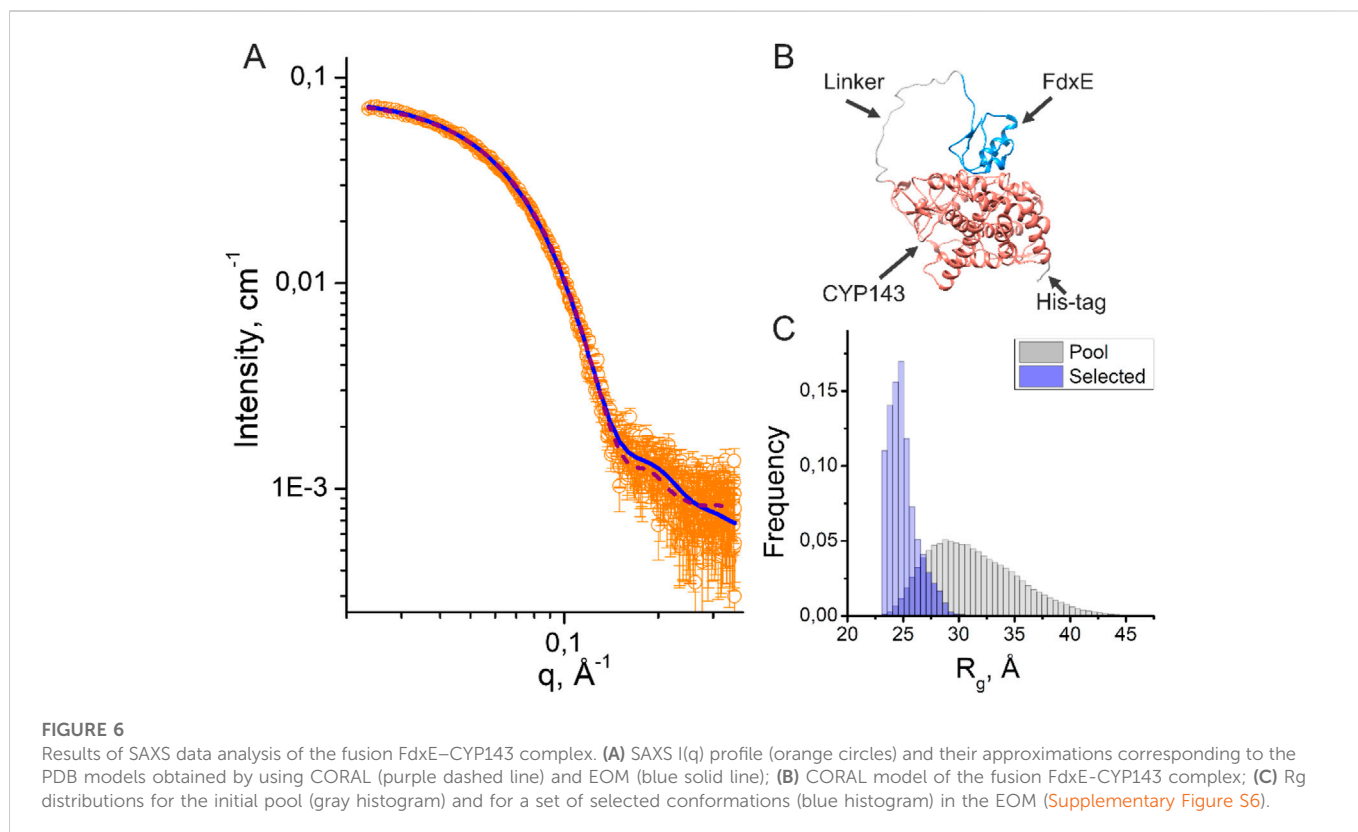 A
0,1
0,01
1E-3
Intensity, cm-1
0,1
q, Å-1
B
Linker
FdxE
CYP143
His-tag
C
Pool
Selected
0,15
0,10
0,05
0,00
Frequency
20 25 30 35 40 45
Rg, Å
FIGURE 6
Results of SAXS data analysis of the fusion FdxE–CYP143 complex. (A) SAXS I(q) profile (orange circles) and their approximations corresponding to the
PDB models obtained by using CORAL (purple dashed line) and EOM (blue solid line); (B) CORAL model of the fusion FdxE-CYP143 complex; (C) Rg
distributions for the initial pool (gray histogram) and for a set of selected conformations (blue histogram) in the EOM (Supplementary Figure S6).